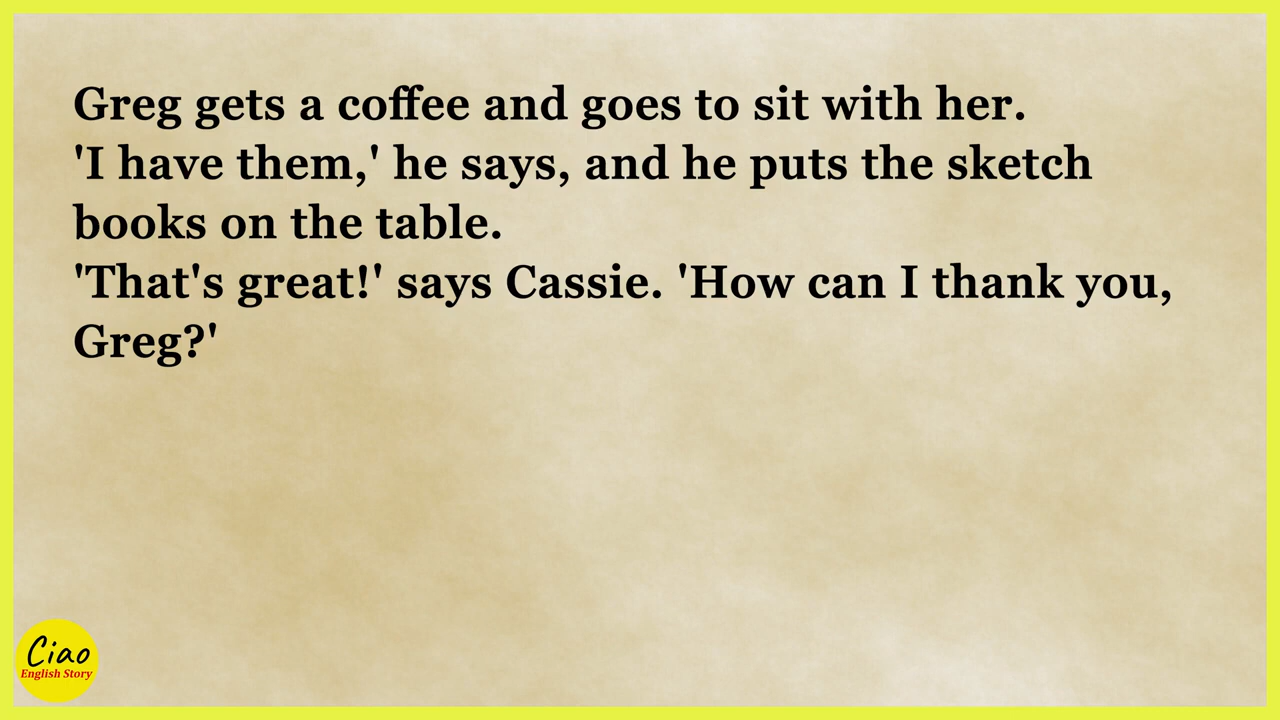 Greg gets a coffee and goes to sit with her.
'I have them,' he says, and he puts the sketch
books on the table.
'That's great!' says Cassie. 'How can I thank you,
Greg?'
Ciao
English Story